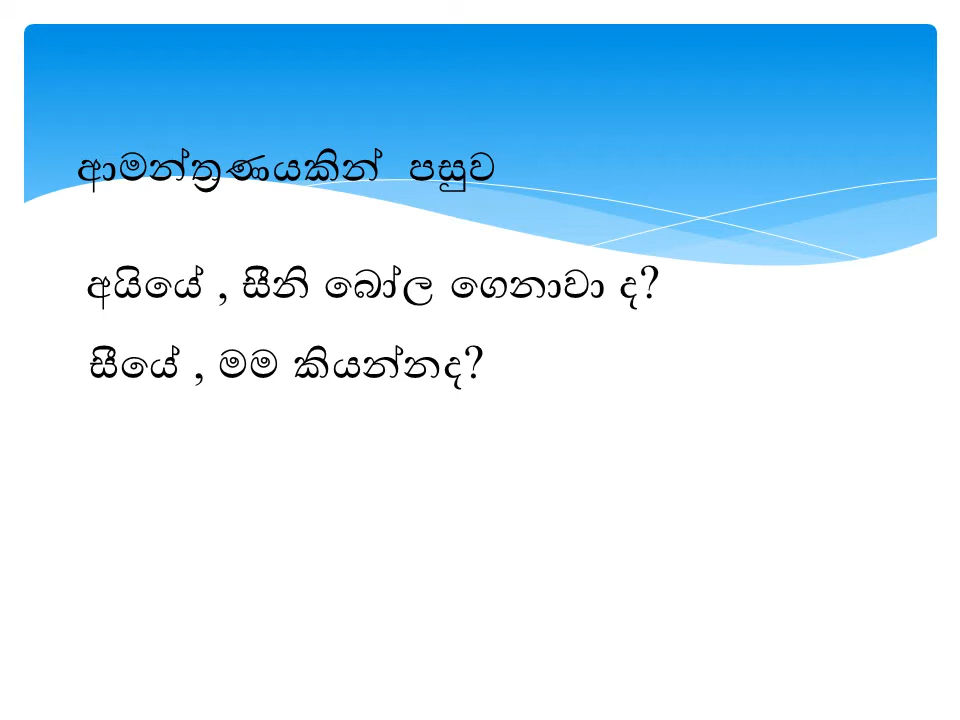 ආමන්ත්‍රණයකින් පසුව
අයියේ , සීනි බෝල ගෙනාවා ද?
සීයේ , මම කියන්නද?